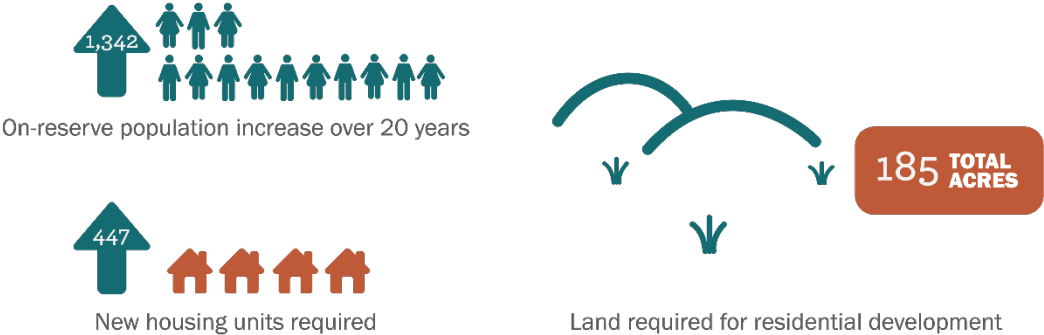 1,342
On-reserve population increase over 20 years
447
New housing units required
185 TOTAL
ACRES
Land required for residential development